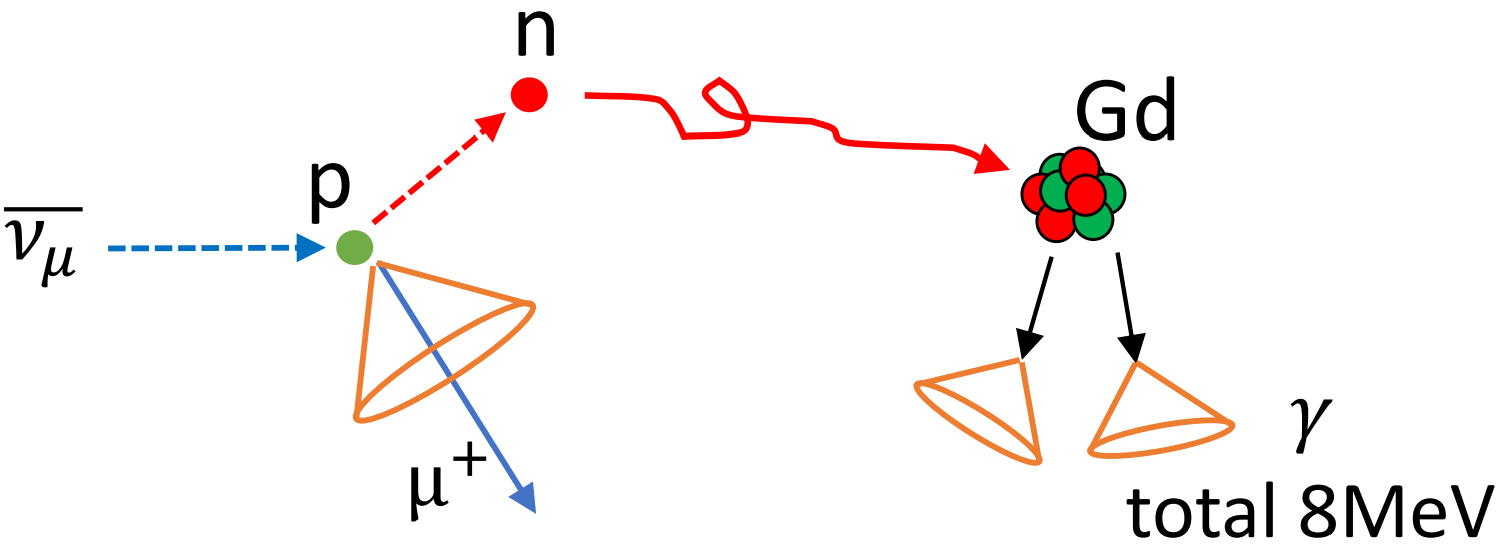 n
Gd
p
$\overline{\nu_\mu}$
μ⁺
γ
total 8MeV